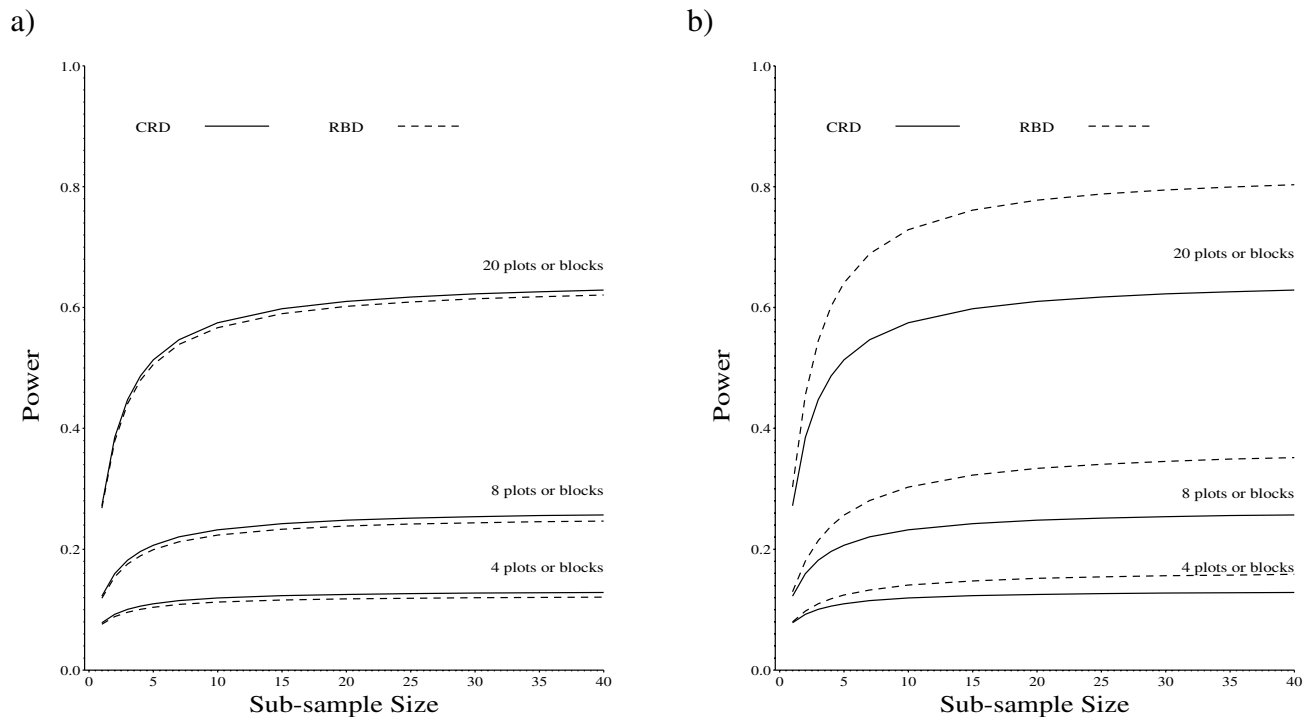 a)
1.0
CRD RBD
0.8
20 plots or blocks
0.6
Power
0.4
8 plots or blocks
0.2
4 plots or blocks
0.0
0 5 10 15 20 25 30 35 40
Sub-sample Size
b)
1.0
CRD RBD
0.8
20 plots or blocks
0.6
Power
0.4
8 plots or blocks
0.2
4 plots or blocks
0.0
0 5 10 15 20 25 30 35 40
Sub-sample Size